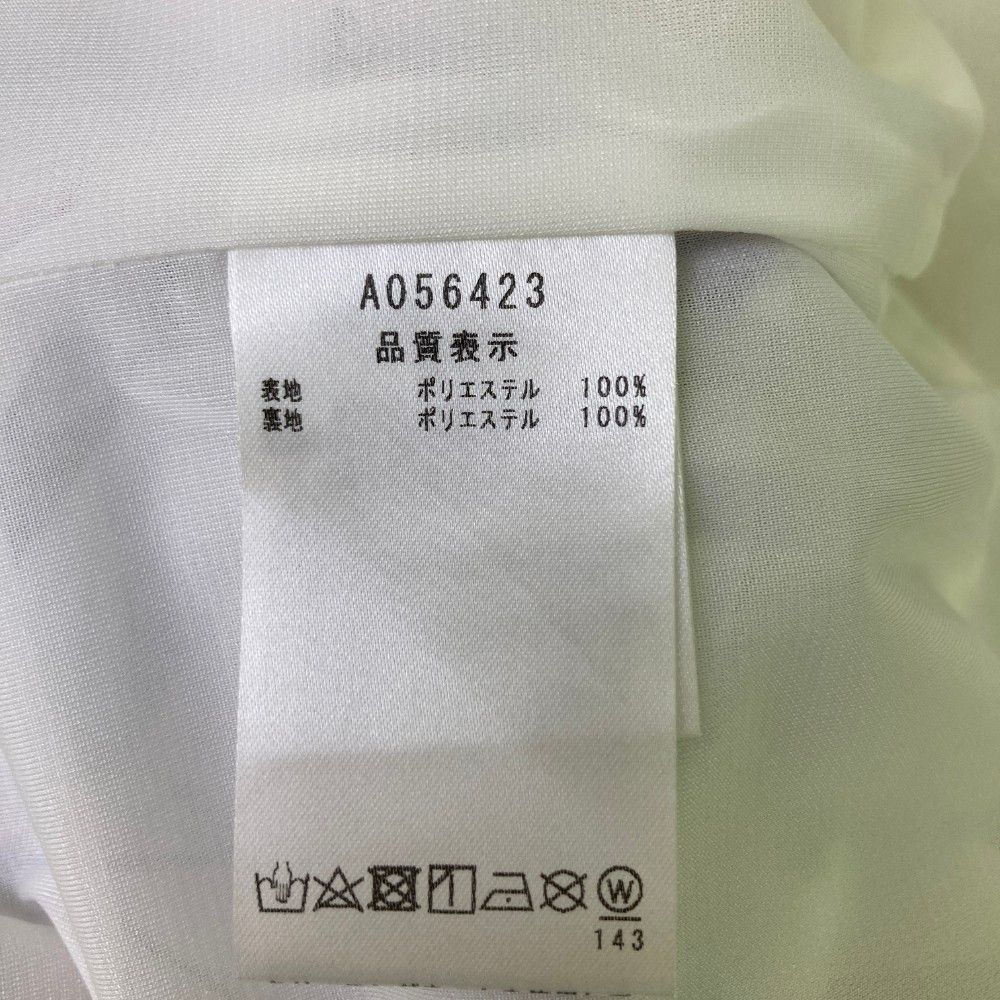 A056423
品質表示
表地 ポリエステル 100%
裏地 ポリエステル 100%
W
143